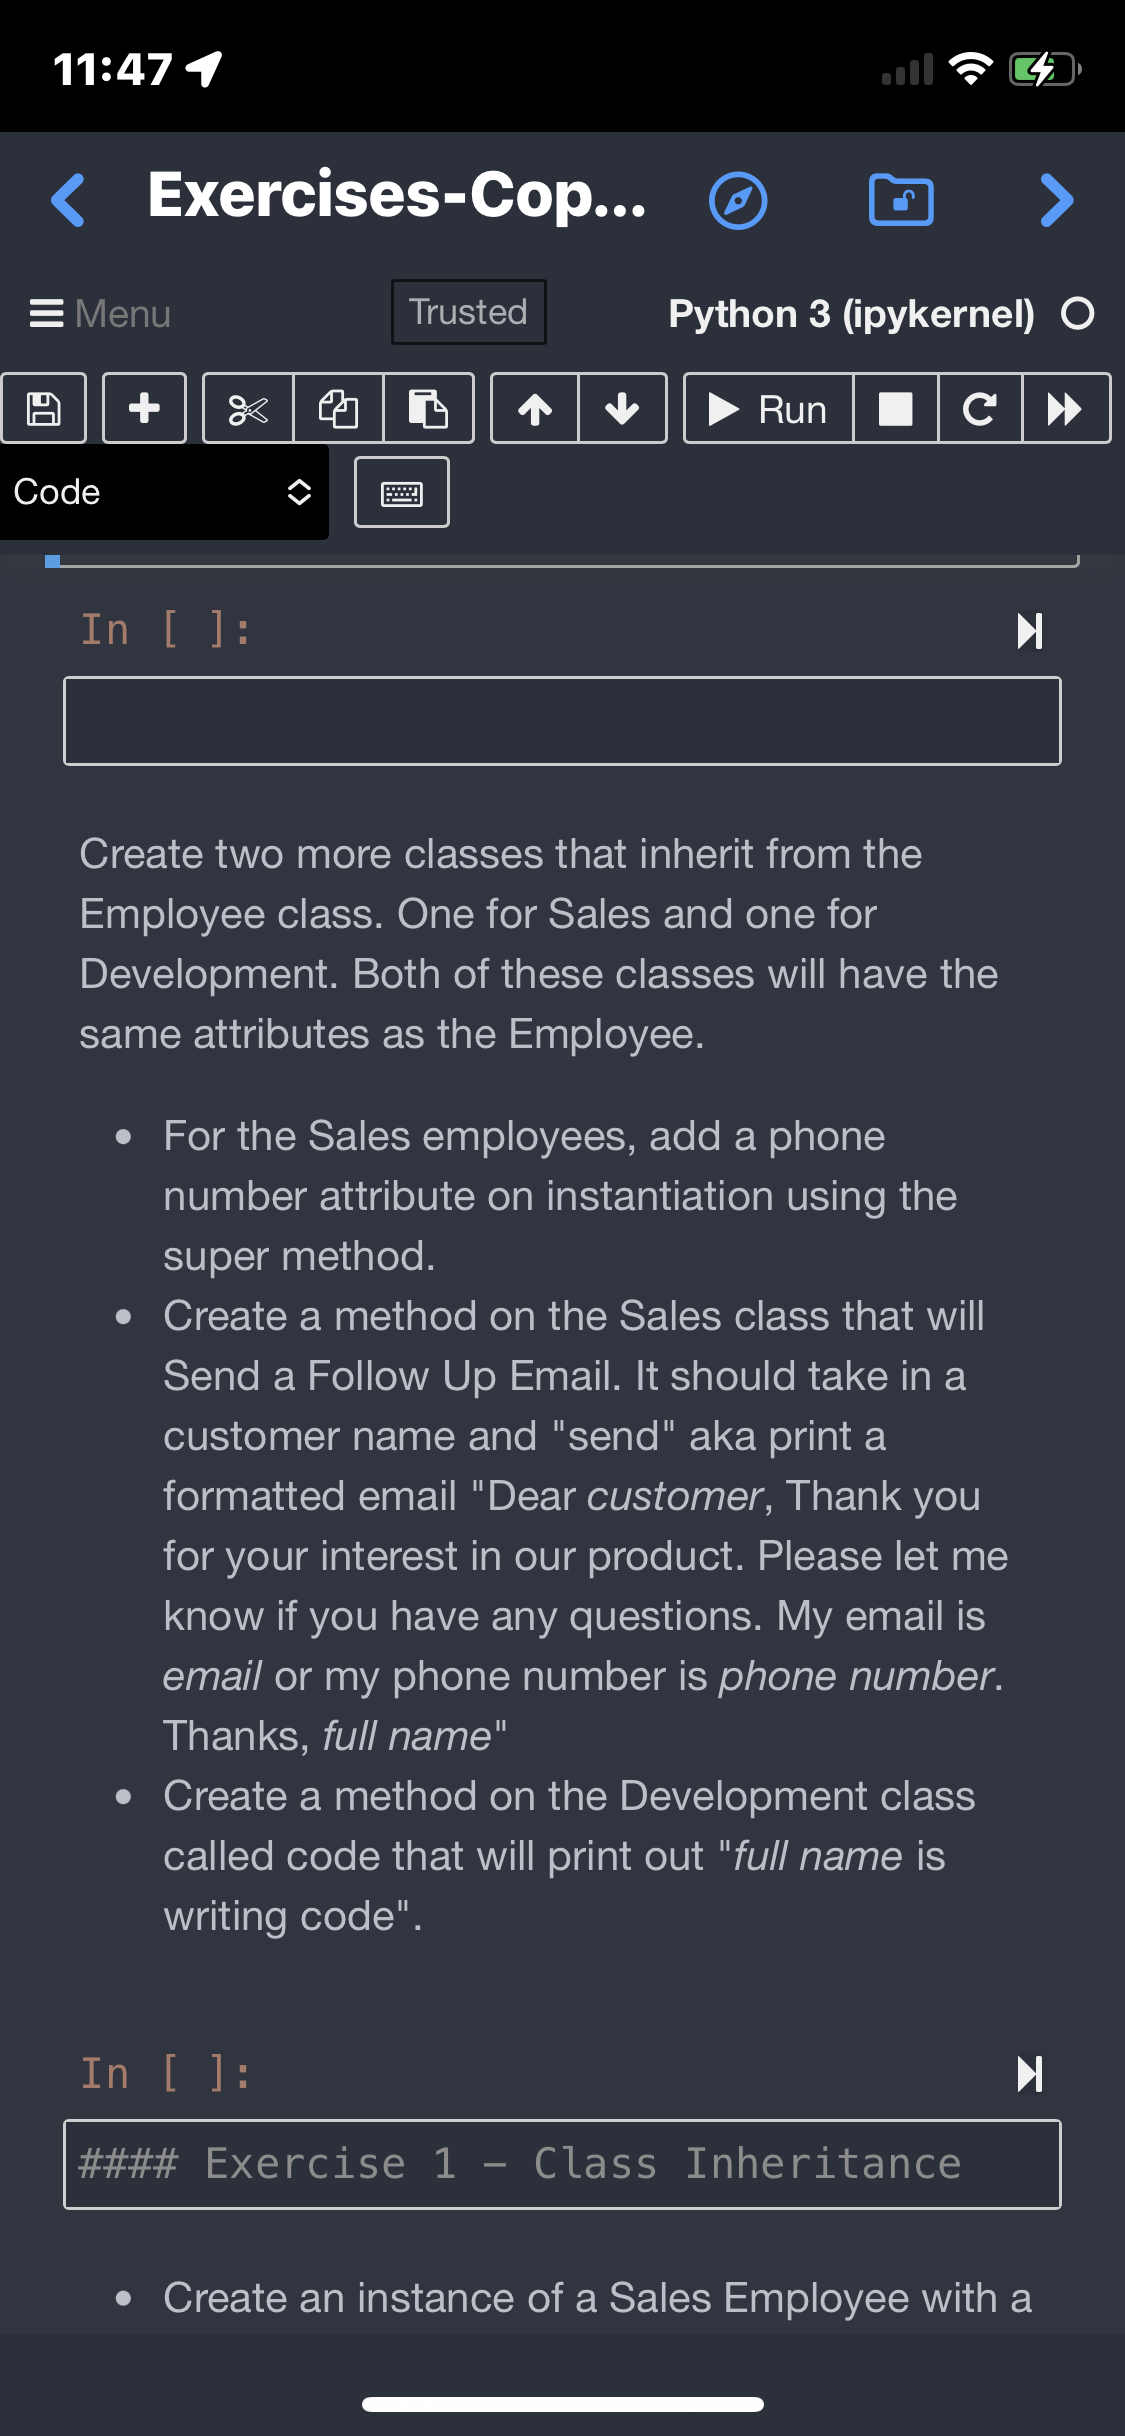 11:47
Exercises-Cop...
Menu
Trusted
Python 3 (ipykernel)
Run
Code
In [ ]:
Create two more classes that inherit from the
Employee class. One for Sales and one for
Development. Both of these classes will have the
same attributes as the Employee.
• For the Sales employees, add a phone
number attribute on instantiation using the
super method.
• Create a method on the Sales class that will
Send a Follow Up Email. It should take in a
customer name and "send" aka print a
formatted email "Dear customer, Thank you
for your interest in our product. Please let me
know if you have any questions. My email is
email or my phone number is phone number.
Thanks, full name"
• Create a method on the Development class
called code that will print out "full name is
writing code".
In [ ]:
#### Exercise 1 - Class Inheritance
• Create an instance of a Sales Employee with a